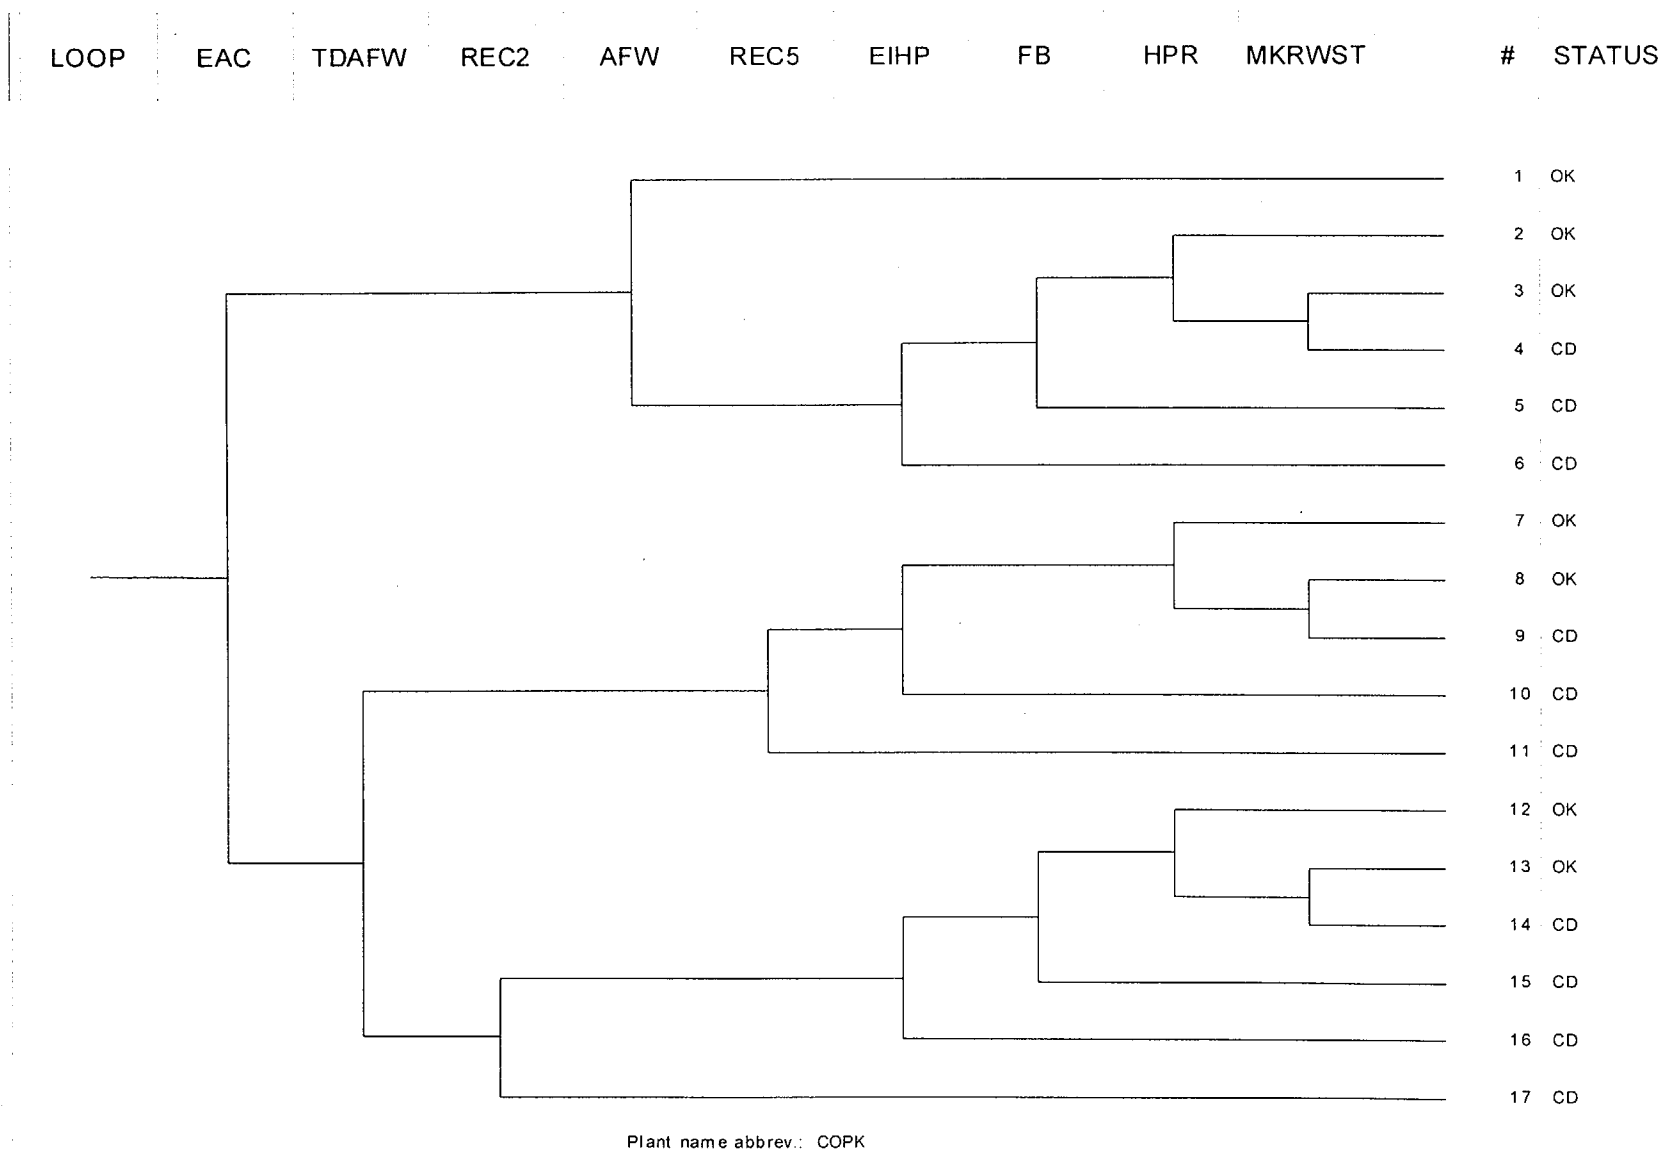 LOOP EAC TDAFW REC2 AFW REC5 EIHP FB HPR MKRWST # STATUS
1 OK
2 OK
3 OK
4 CD
5 CD
6 CD
7 OK
8 OK
9 CD
10 CD
11 CD
12 OK
13 OK
14 CD
15 CD
16 CD
17 CD
Plant name abbrev.: COPK